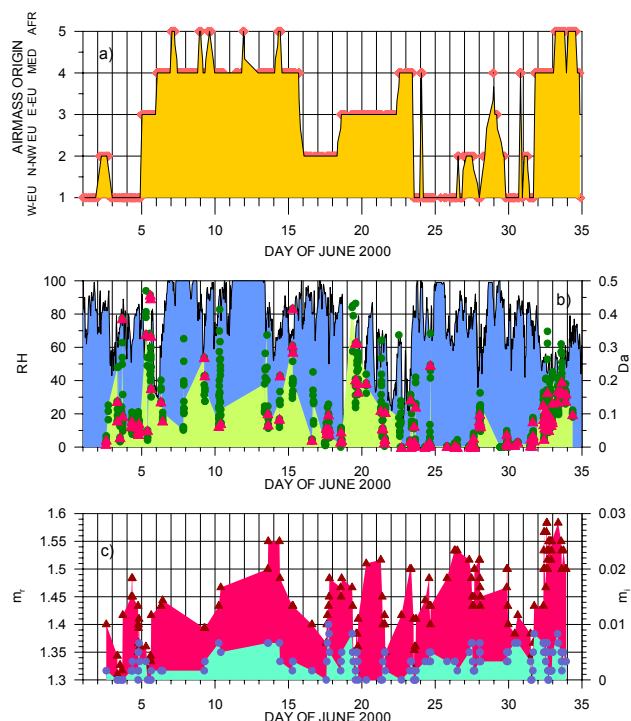 AIRMASS ORIGIN
W-EU N-NW EU E-EU MED AFR
5
4
3
2
1
a)
5 10 15 20 25 30 35
DAY OF JUNE 2000
RH
100
80
60
40
20
0
b)
0.5
0.4
0.3
0.2
0.1
0
Da
5 10 15 20 25 30 35
DAY OF JUNE 2000
mr
1.6
1.55
1.5
1.45
1.4
1.35
1.3
c)
0.03
0.02
0.01
0
mi
5 10 15 20 25 30 35
DAY OF JUNE 2000